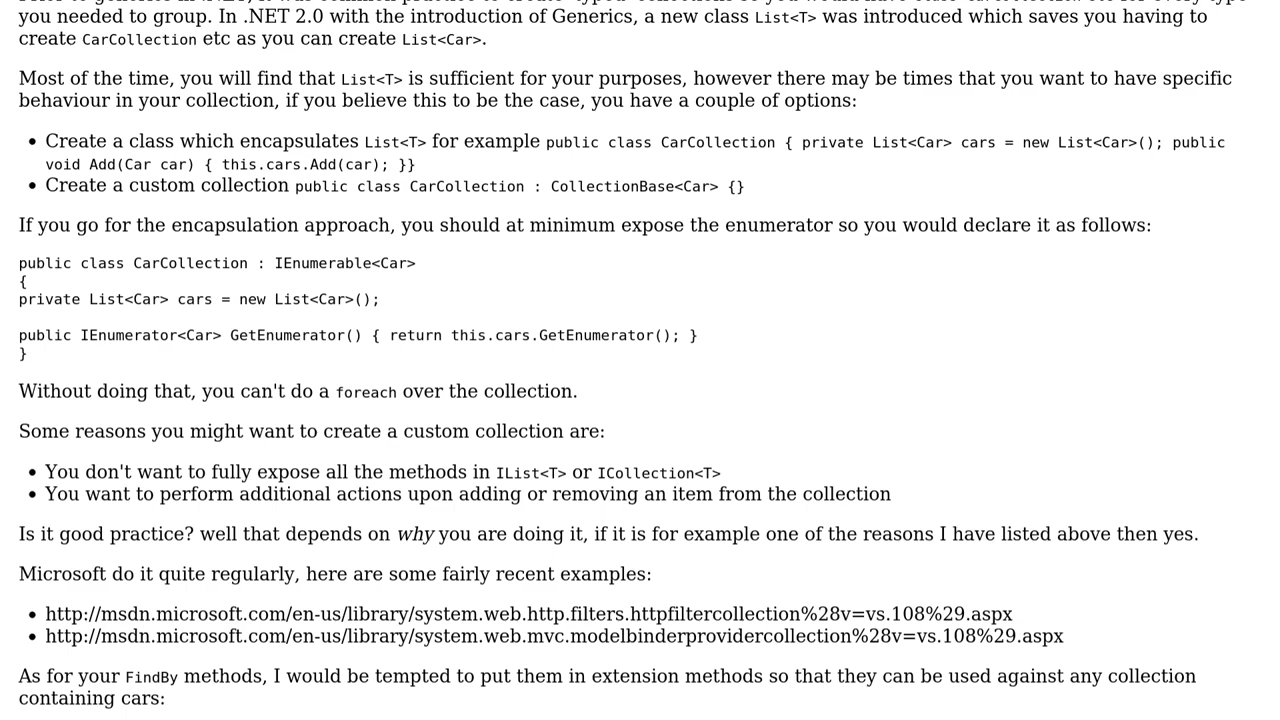 you needed to group. In .NET 2.0 with the introduction of Generics, a new class List<T> was introduced which saves you having to
create CarCollection etc as you can create List<Car>.
Most of the time, you will find that List<T> is sufficient for your purposes, however there may be times that you want to have specific
behaviour in your collection, if you believe this to be the case, you have a couple of options:
• Create a class which encapsulates List<T> for example public class CarCollection { private List<Car> cars = new List<Car>(); public
void Add(Car car) { this.cars.Add(car); }}
• Create a custom collection public class CarCollection : CollectionBase<Car> {}
If you go for the encapsulation approach, you should at minimum expose the enumerator so you would declare it as follows:
public class CarCollection : IEnumerable<Car>
{
private List<Car> cars = new List<Car>();
public IEnumerator<Car> GetEnumerator() { return this.cars.GetEnumerator(); }
}
Without doing that, you can't do a foreach over the collection.
Some reasons you might want to create a custom collection are:
• You don't want to fully expose all the methods in IList<T> or ICollection<T>
• You want to perform additional actions upon adding or removing an item from the collection
Is it good practice? well that depends on why you are doing it, if it is for example one of the reasons I have listed above then yes.
Microsoft do it quite regularly, here are some fairly recent examples:
• http://msdn.microsoft.com/en-us/library/system.web.http.filters.httpfiltercollection%28v=vs.108%29.aspx
• http://msdn.microsoft.com/en-us/library/system.web.mvc.modelbinderprovidercollection%28v=vs.108%29.aspx
As for your FindBy methods, I would be tempted to put them in extension methods so that they can be used against any collection
containing cars: